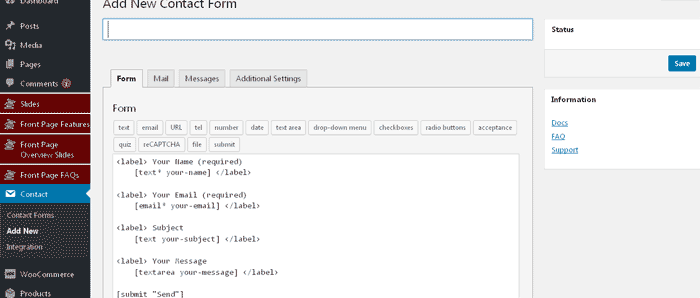 Dashboard
Posts
Media
Pages
Comments
Slides
Front Page Features
Front Page
Overview Slides
Front Page FAQs
Contact
Contact Forms
Add New
Integration
WooCommerce
Products
Add New Contact Form
Form Mail Messages Additional Settings
Form
text email URL tel number date text area drop-down menu checkboxes radio buttons acceptance
quiz reCAPTCHA file submit
<label> Your Name (required)
[text* your-name] </label>
<label> Your Email (required)
[email* your-email] </label>
<label> Subject
[text your-subject] </label>
<label> Your Message
[textarea your-message] </label>
[submit "Send"]
Status
Save
Information
Docs
FAQ
Support